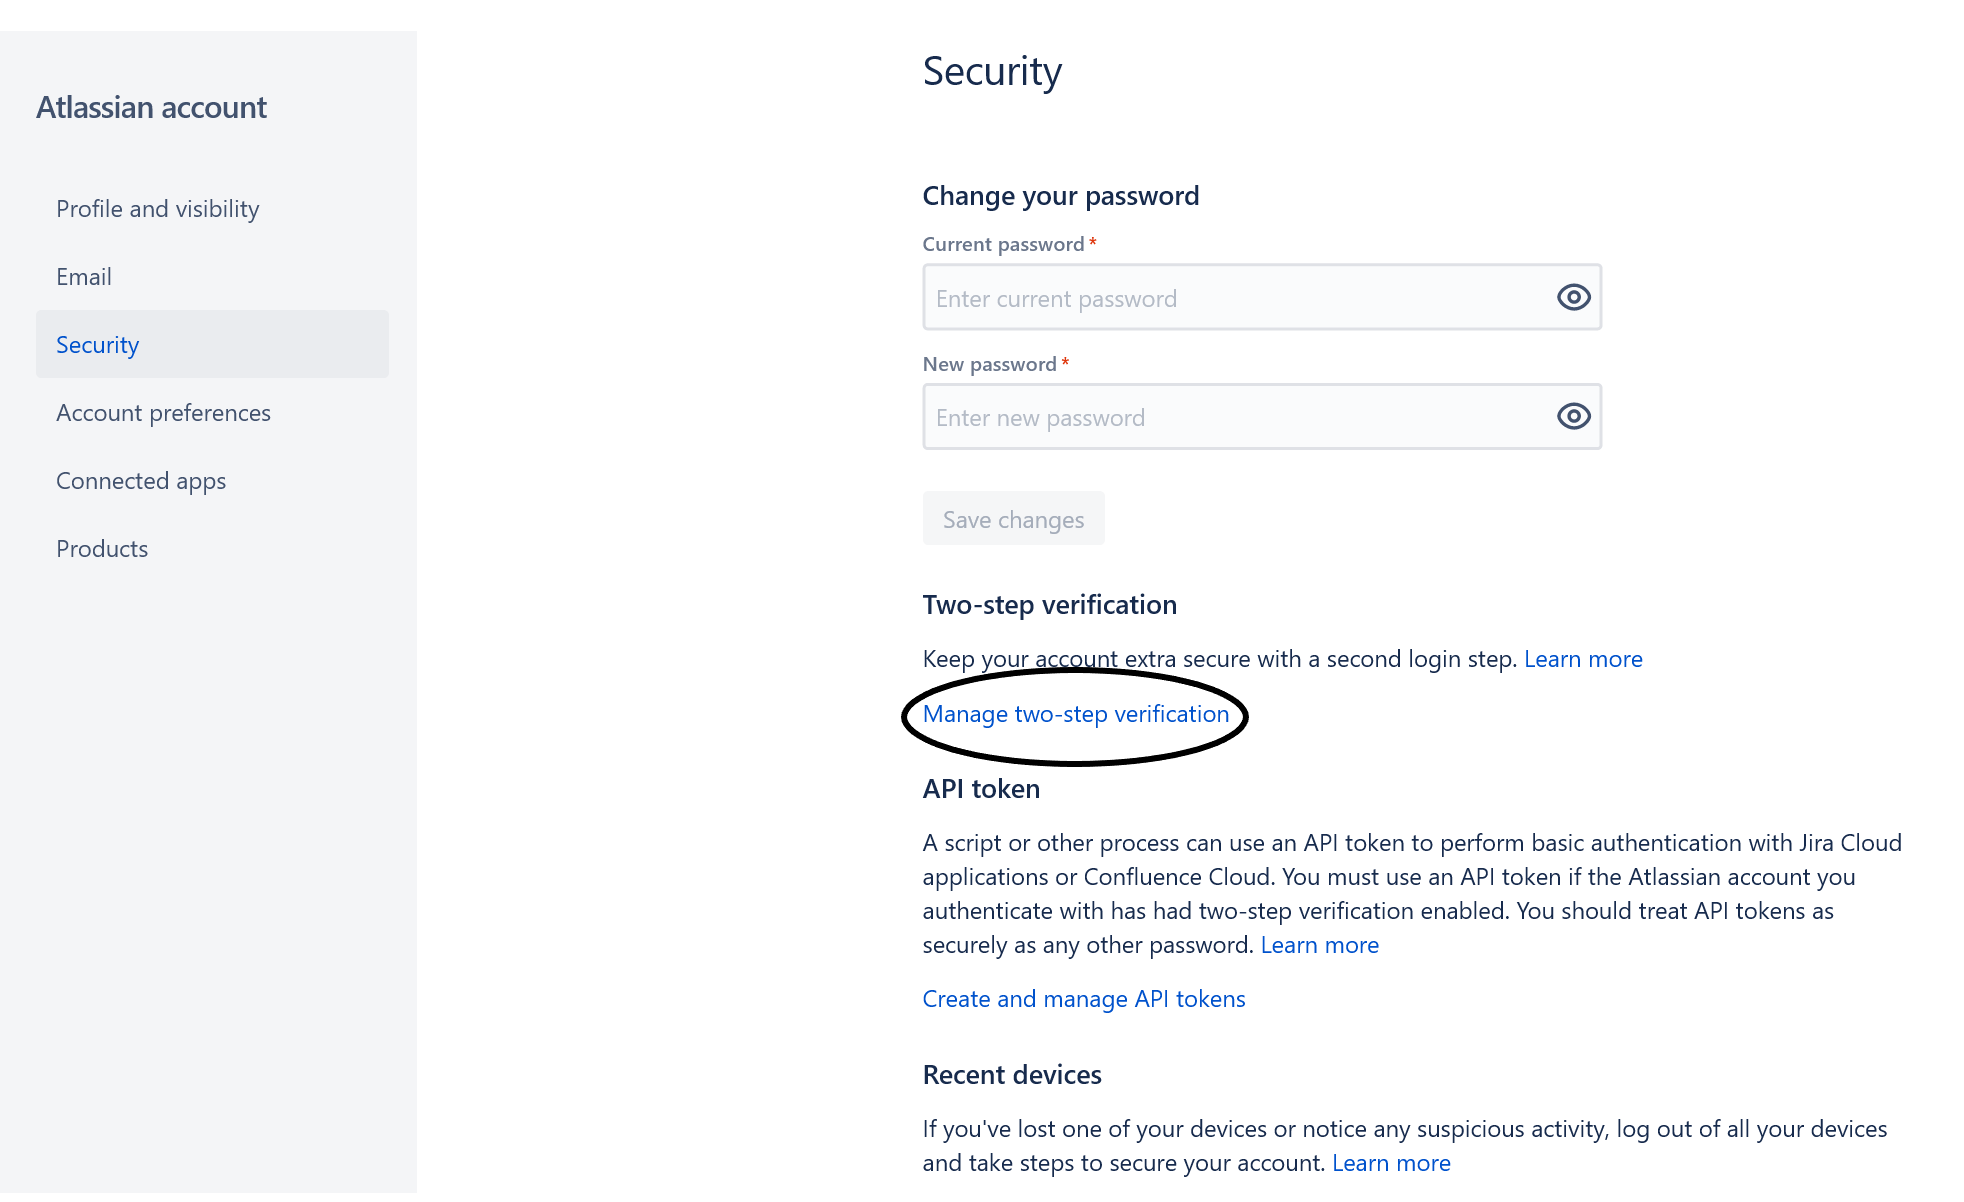 Atlassian account
Profile and visibility
Email
Security
Account preferences
Connected apps
Products
Security
Change your password
Current password *
Enter current password
New password *
Enter new password
Save changes
Two-step verification
Keep your account extra secure with a second login step. Learn more
Manage two-step verification
API token
A script or other process can use an API token to perform basic authentication with Jira Cloud
applications or Confluence Cloud. You must use an API token if the Atlassian account you
authenticate with has had two-step verification enabled. You should treat API tokens as
securely as any other password. Learn more
Create and manage API tokens
Recent devices
If you've lost one of your devices or notice any suspicious activity, log out of all your devices
and take steps to secure your account. Learn more